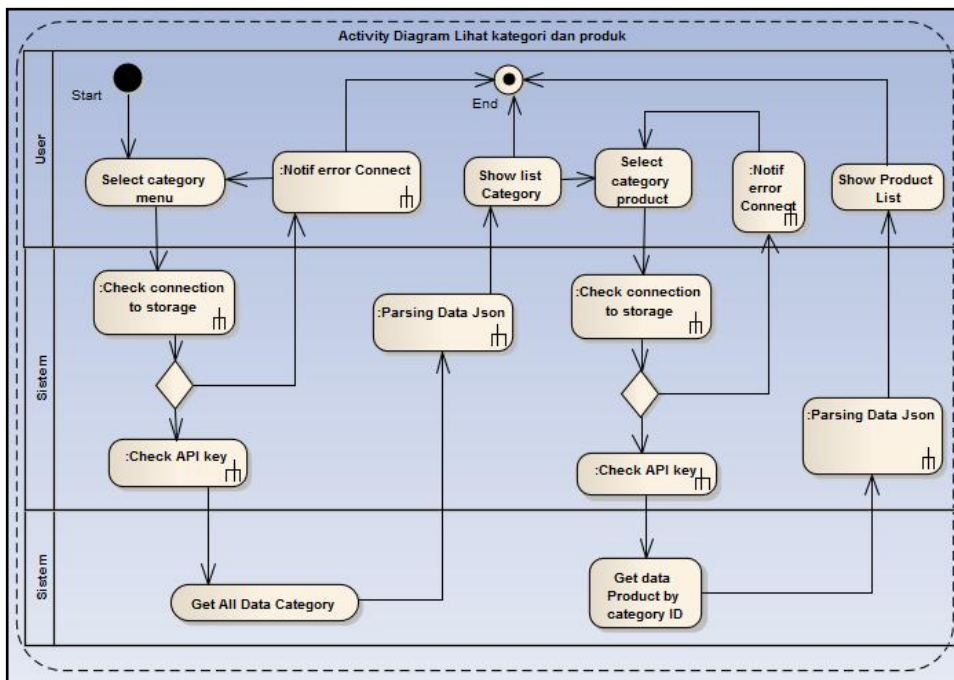 Activity Diagram Lihat kategori dan produk
User
Start
End
Select category
menu
:Notif error Connect
Show list
Category
Select
category
product
:Notif
error
Connect
Show Product
List
Sistem
:Check connection
to storage
:Parsing Data Json
:Check connection
to storage
:Parsing Data Json
:Check API key
:Check API key
Sistem
Get All Data Category
Get data
Product by
category ID